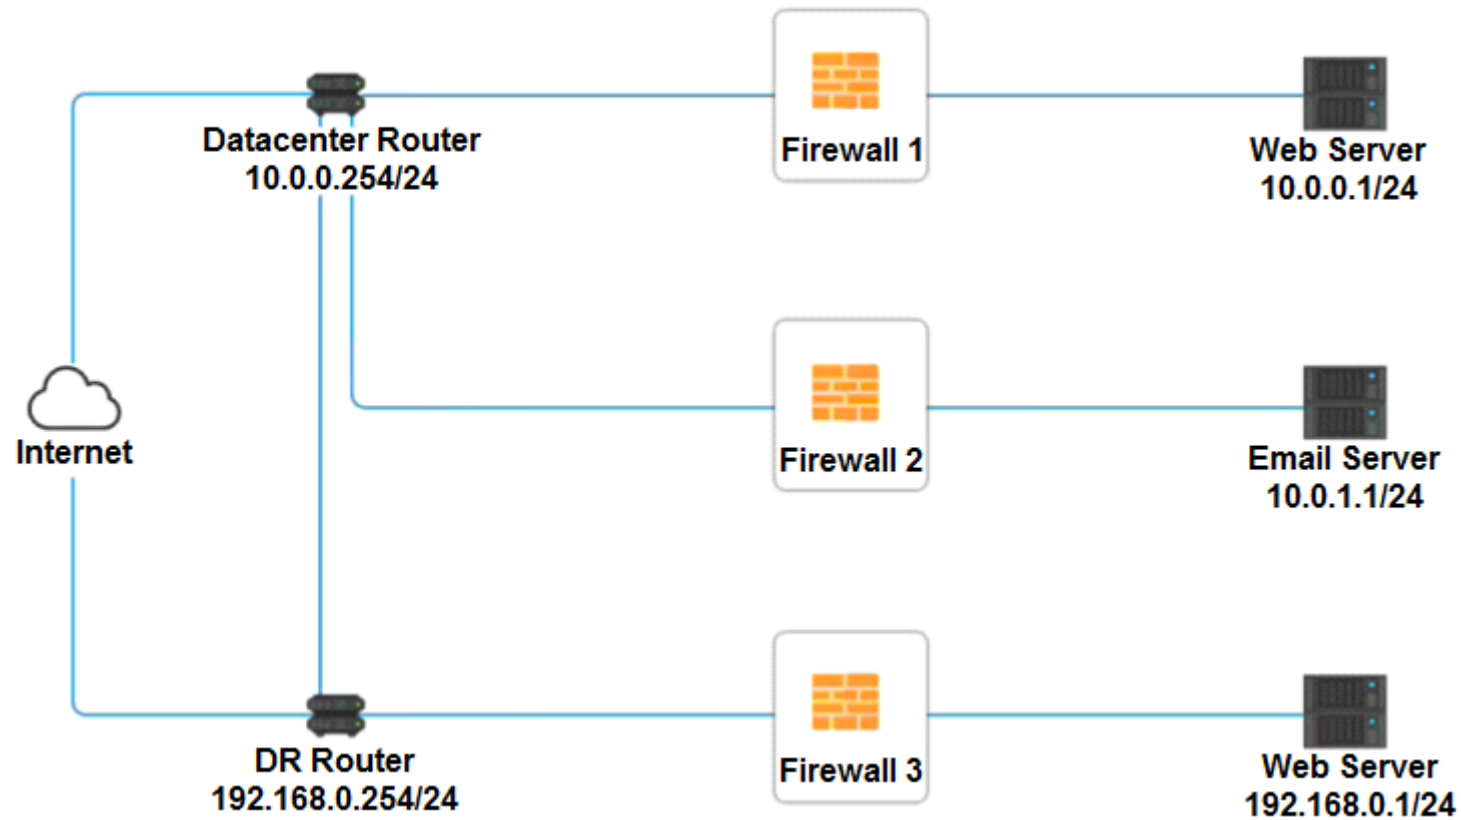 Datacenter Router
10.0.0.254/24
Firewall 1
Web Server
10.0.0.1/24
Internet
Firewall 2
Email Server
10.0.1.1/24
DR Router
192.168.0.254/24
Firewall 3
Web Server
192.168.0.1/24